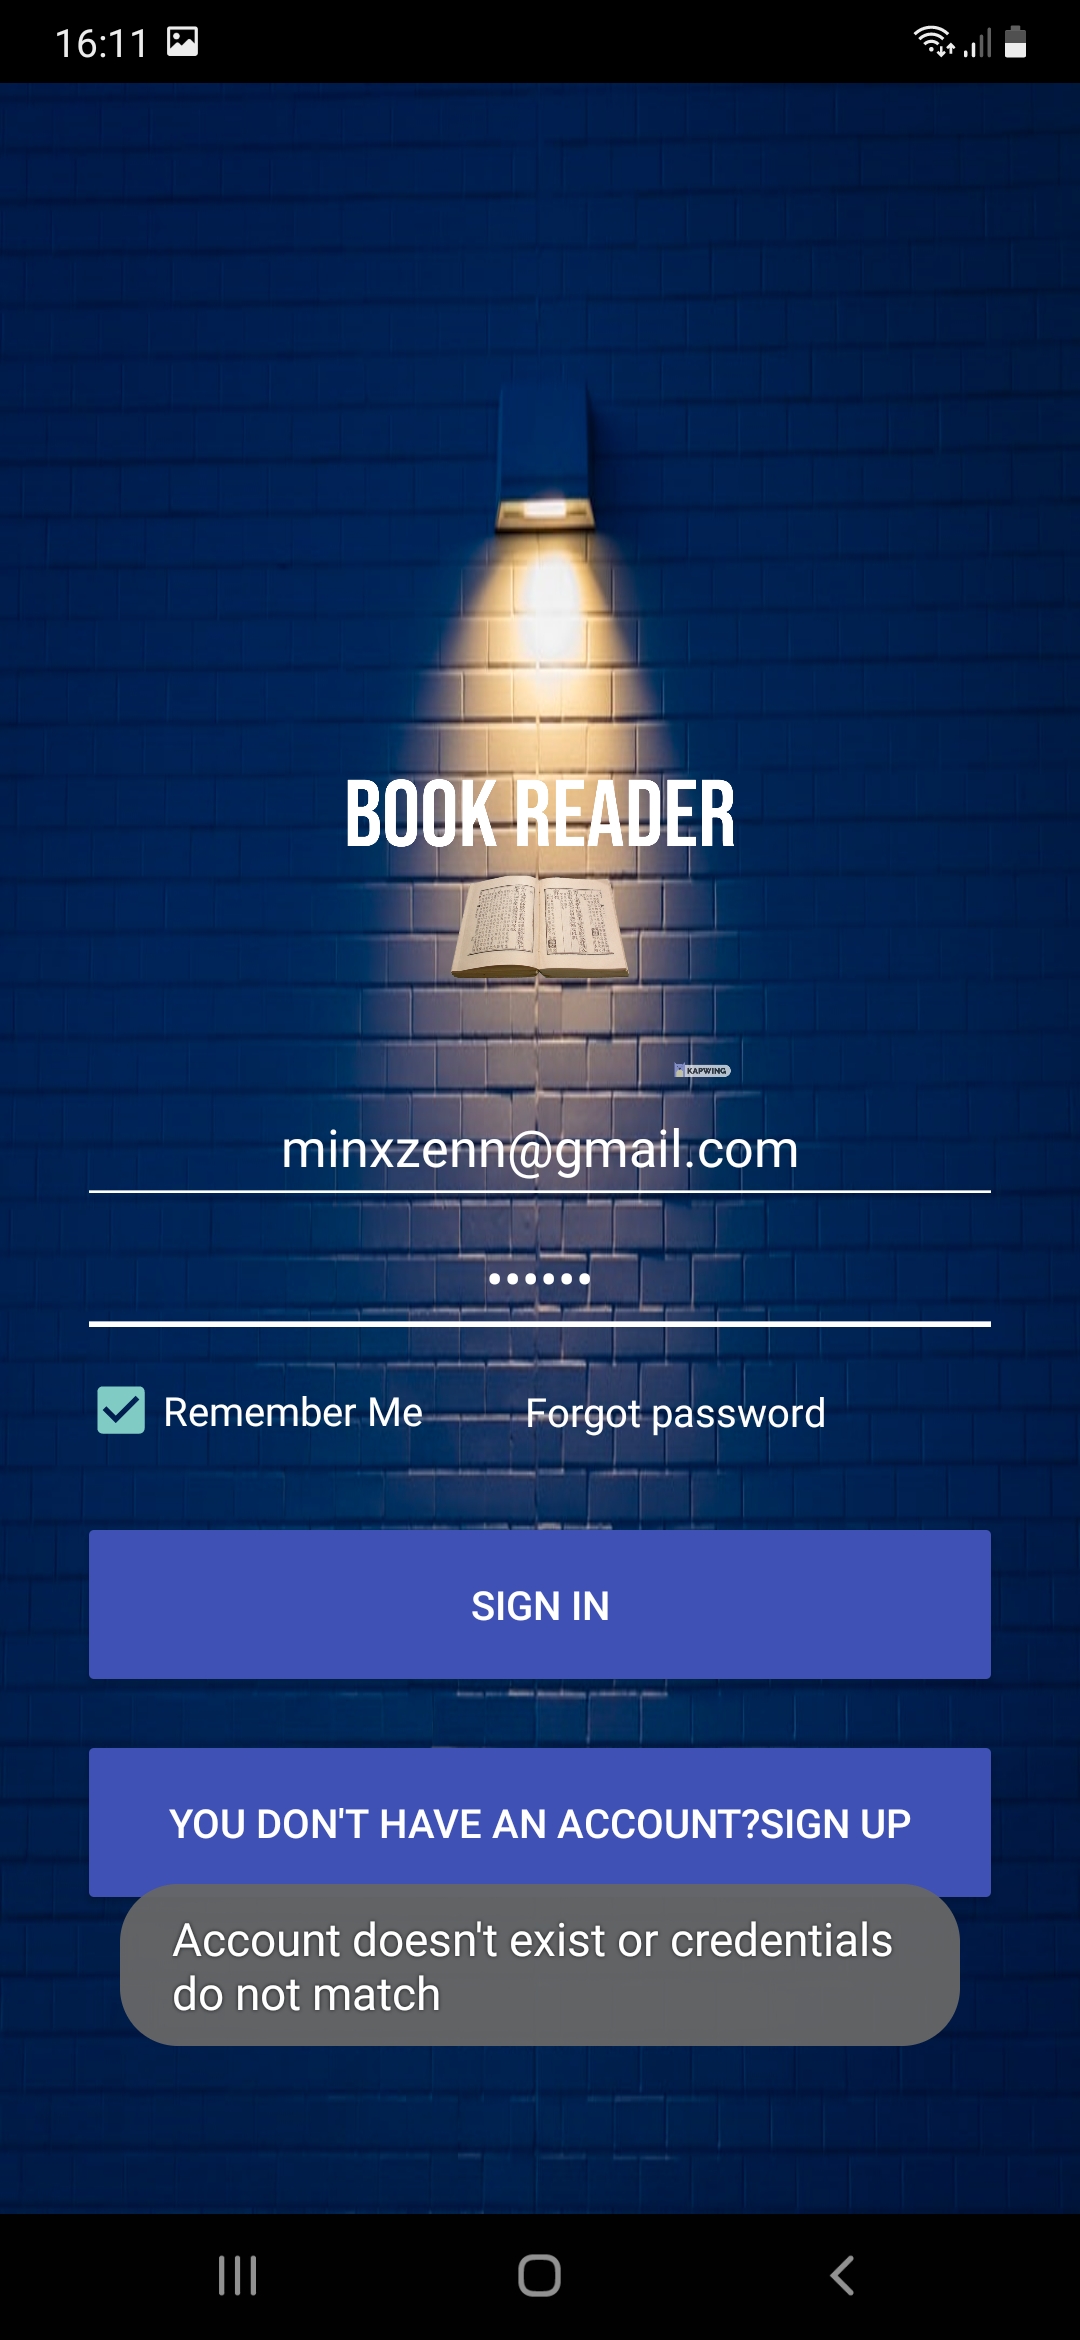 16:11
BOOK READER
KAPWING
minxzenn@gmail.com
••••••
Remember Me
Forgot password
SIGN IN
YOU DON'T HAVE AN ACCOUNT?SIGN UP
Account doesn't exist or credentials
do not match